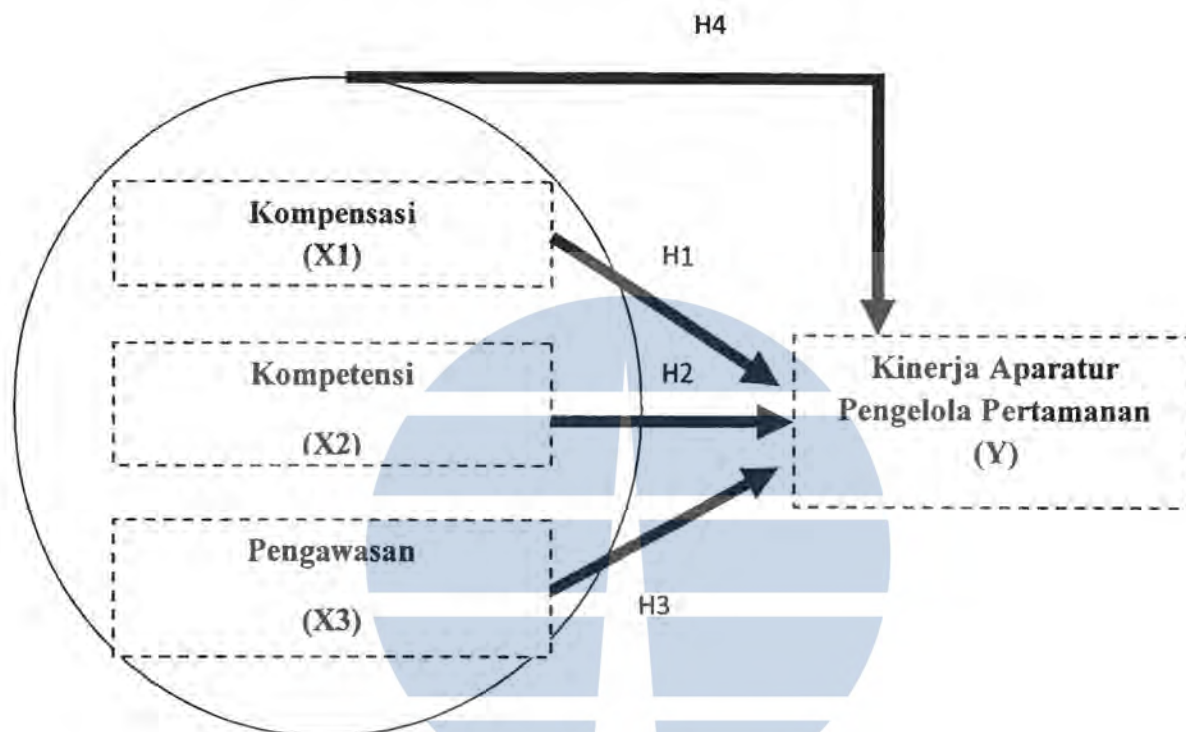 H4
Kompensasi
(X1)
H1
Kompetensi
(X2)
H2
Kinerja Aparatur
Pengelola Pertamanan
(Y)
Pengawasan
(X3)
H3